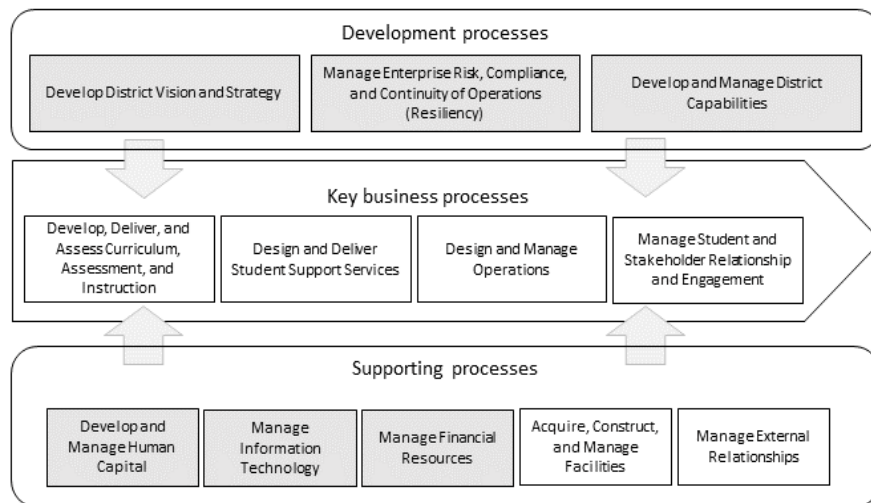 Development processes
Develop District Vision and Strategy
Manage Enterprise Risk, Compliance,
and Continuity of Operations
(Resiliency)
Develop and Manage District
Capabilities
Key business processes
Develop, Deliver, and
Assess Curriculum,
Assessment, and
Instruction
Design and Deliver
Student Support Services
Design and Manage
Operations
Manage Student and
Stakeholder Relationship
and Engagement
Supporting processes
Develop and
Manage Human
Capital
Manage
Information
Technology
Manage Financial
Resources
Acquire, Construct,
and Manage
Facilities
Manage External
Relationships